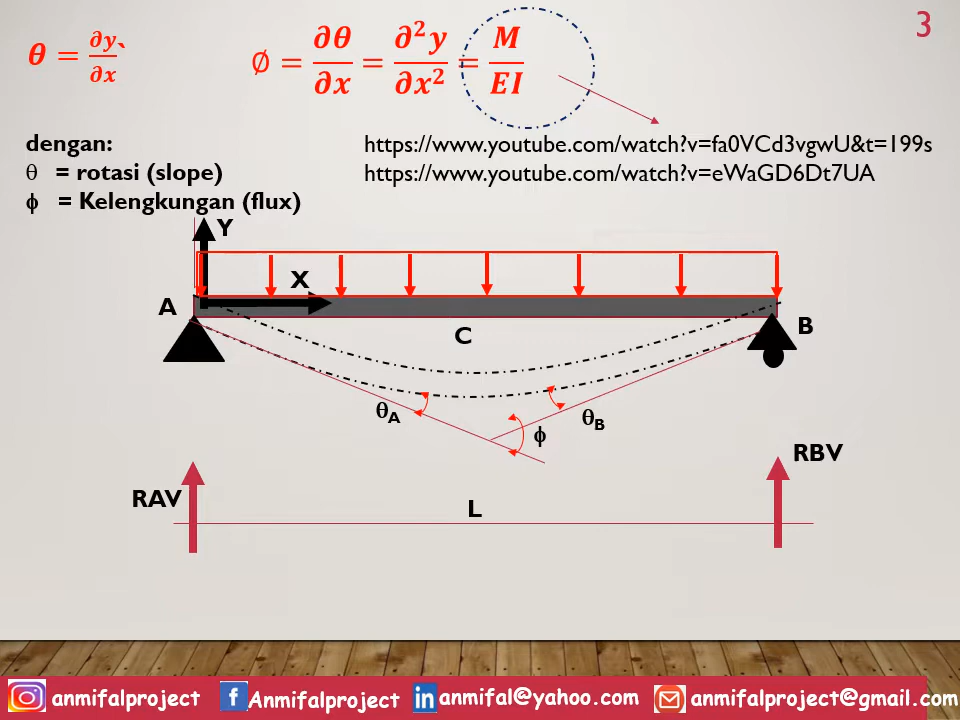 3
θ = ∂y/∂x`
∅ = ∂θ/∂x = ∂²y/∂x² = M/EI
dengan:
θ = rotasi (slope)
ϕ = Kelengkungan (flux)
https://www.youtube.com/watch?v=fa0VCd3vgwU&t=199s
https://www.youtube.com/watch?v=eWaGD6Dt7UA
Y
X
A
B
C
θA
θB
ϕ
RAV
RBV
L
anmifalproject
Anmifalproject
anmifal@yahoo.com
anmifalproject@gmail.com